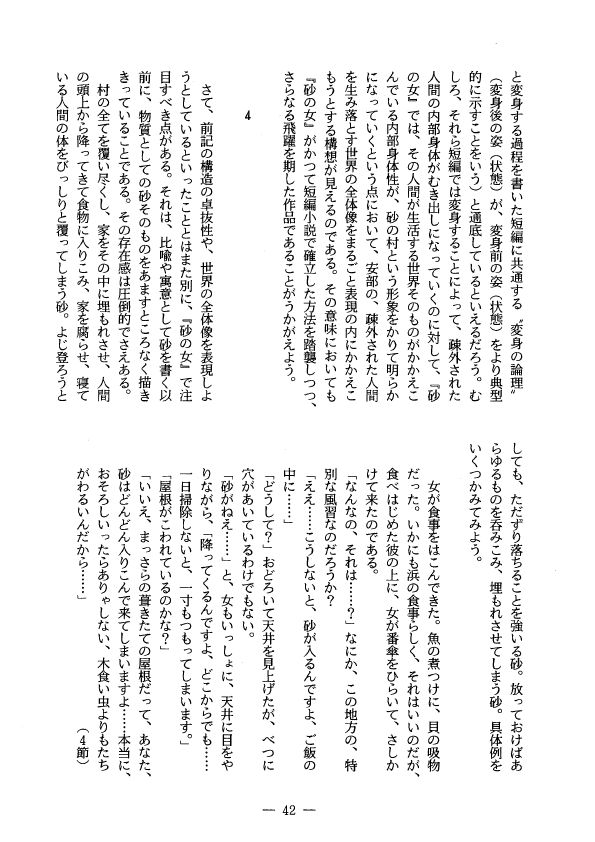 と変身する過程を書いた短編に共通する〝変身の論理〟
（変身後の姿（状態）が、変身前の姿（状態）をより典型
的に示すことをいう）と通底しているといえるだろう。む
しろ、それら短編では変身することによって、疎外された
人間の内部身体がむき出しになっていくのに対して、『砂
の女』では、その人間が生活する世界そのものがかかえこ
んでいる内部身体性が、砂の村という形象をかりて明らか
になっていくという点において、安部の、疎外された人間
を生み落とす世界の全体像をまるごと表現の内にかかえこ
もうとする構想が見えるのである。その意味においても
『砂の女』がかつて短編小説で確立した方法を踏襲しつつ、
さらなる飛躍を期した作品であることがうかがえよう。
4
さて、前記の構造の卓抜性や、世界の全体像を表現しよ
うとしているといったこととはまた別に、『砂の女』で注
目すべき点がある。それは、比喩や寓意として砂を書く以
前に、物質としての砂そのものをあますところなく描き
きっていることである。その存在感は圧倒的でさえある。
村の全てを覆い尽くし、家をその中に埋もれさせ、人間
の頭上から降ってきて食物に入りこみ、家を腐らせ、寝て
いる人間の体をびっしりと覆ってしまう砂。よじ登ろうと
しても、ただずり落ちることを強いる砂。放っておけばあ
らゆるものを呑みこみ、埋もれさせてしまう砂。具体例を
いくつかみてみよう。
女が食事をはこんできた。魚の煮つけに、貝の吸物
だった。いかにも浜の食事らしく、それはいいのだが、
食べはじめた彼の上に、女が番傘をひらいて、さしか
けて来たのである。
「なんなの、それは……？」なにか、この地方の、特
別な風習なのだろうか？
「ええ……こうしないと、砂が入るんですよ、ご飯の
中に……」
「どうして？」おどろいて天井を見上げたが、べつに
穴があいているわけでもない。
「砂がねえ……」と、女もいっしょに、天井に目をや
りながら、「降ってくるんですよ、どこからでも……
一日掃除しないと、一寸もつもってしまいます。」
「屋根がこわれているのかな？」
「いいえ、まっさらの葺きたての屋根だって、あなた、
砂はどんどん入りこんで来てしまいますよ……本当に、
おそろしいったらありゃしない、木食い虫よりもたち
がわるいんだから……」
（4節）
— 42 —